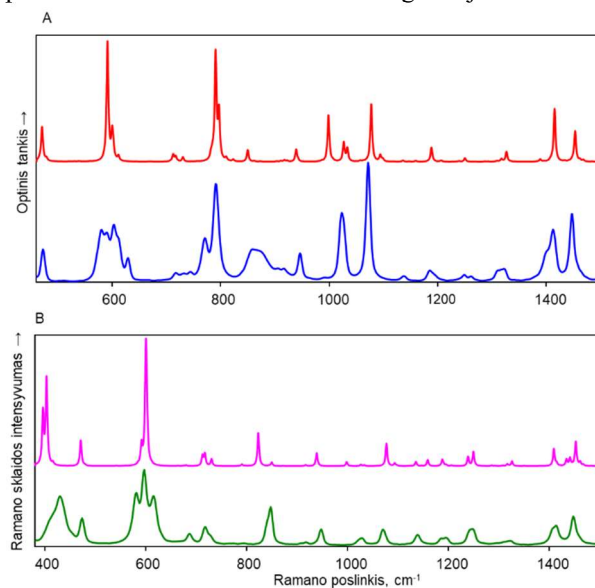 A
Optinis tankis →
600 800 1000 1200 1400
B
Ramano sklaidos intensyvumas →
400 600 800 1000 1200 1400
Ramano poslinkis, cm⁻¹